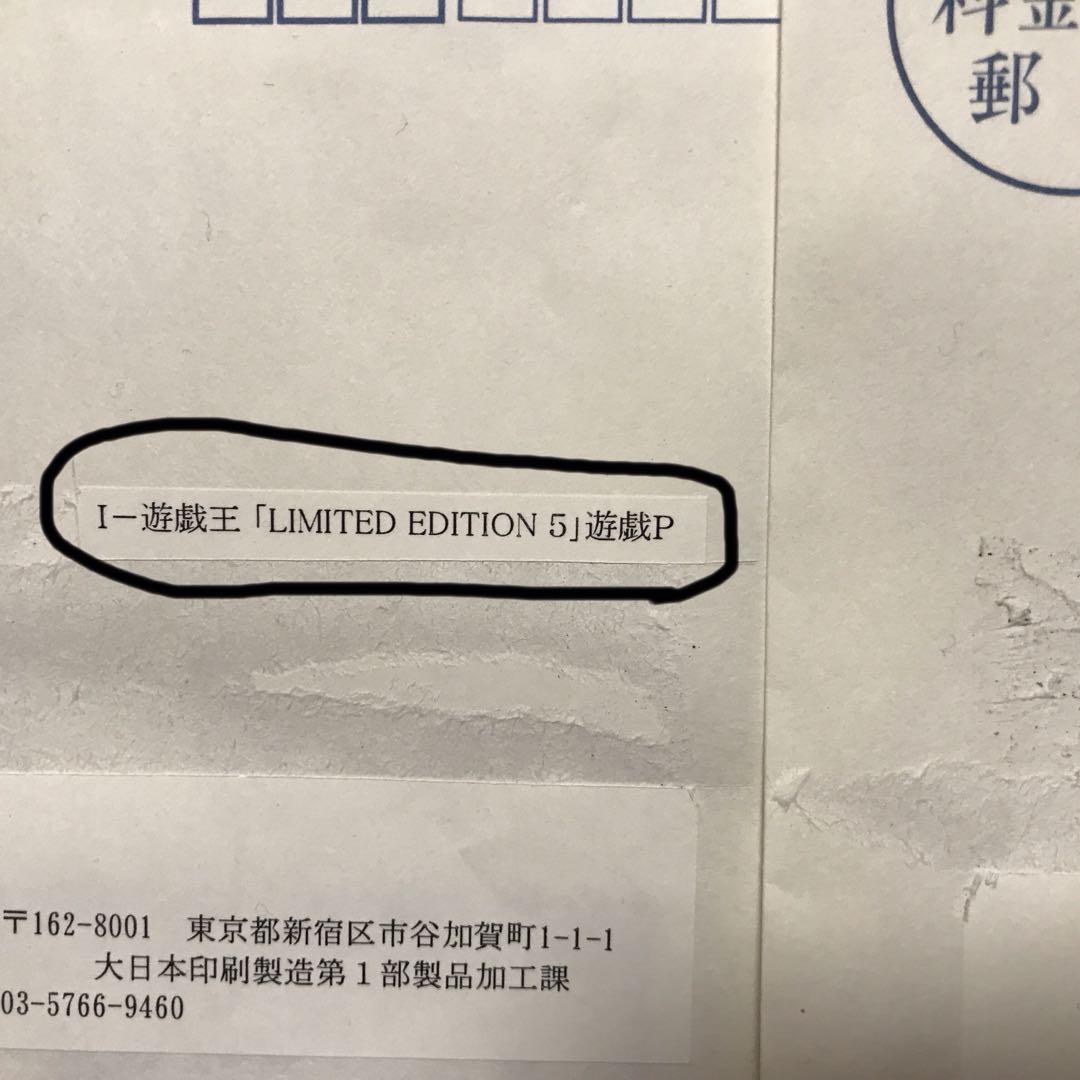 料金
郵
I－遊戯王「LIMITED EDITION 5」遊戯P
〒162-8001 東京都新宿区市谷加賀町1-1-1
大日本印刷製造第１部製品加工課
03-5766-9460